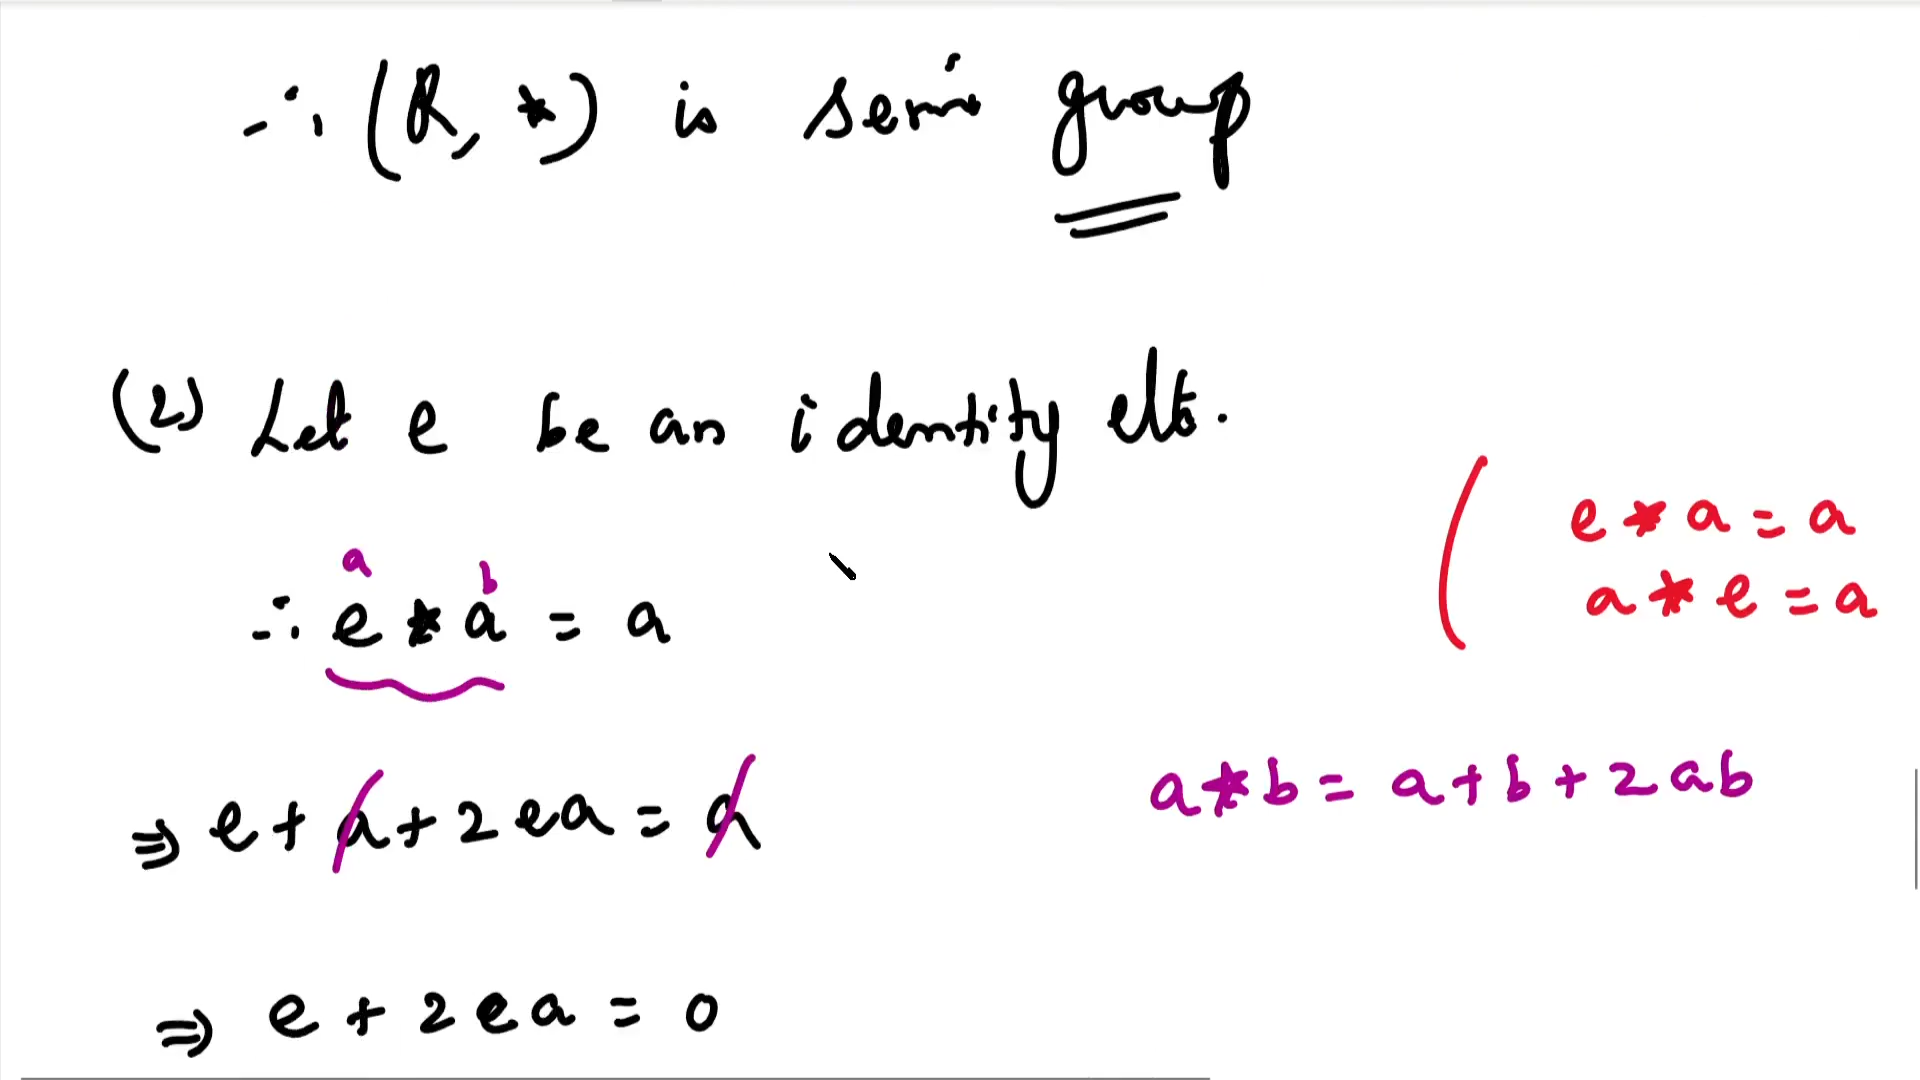 ∴ (R, *) is semi group
(2) Let e be an identity elt.
e * a = a
a * e = a
a b
∴ e * a = a
a * b = a + b + 2ab
⇒ e + a + 2ea = a
⇒ e + 2ea = 0